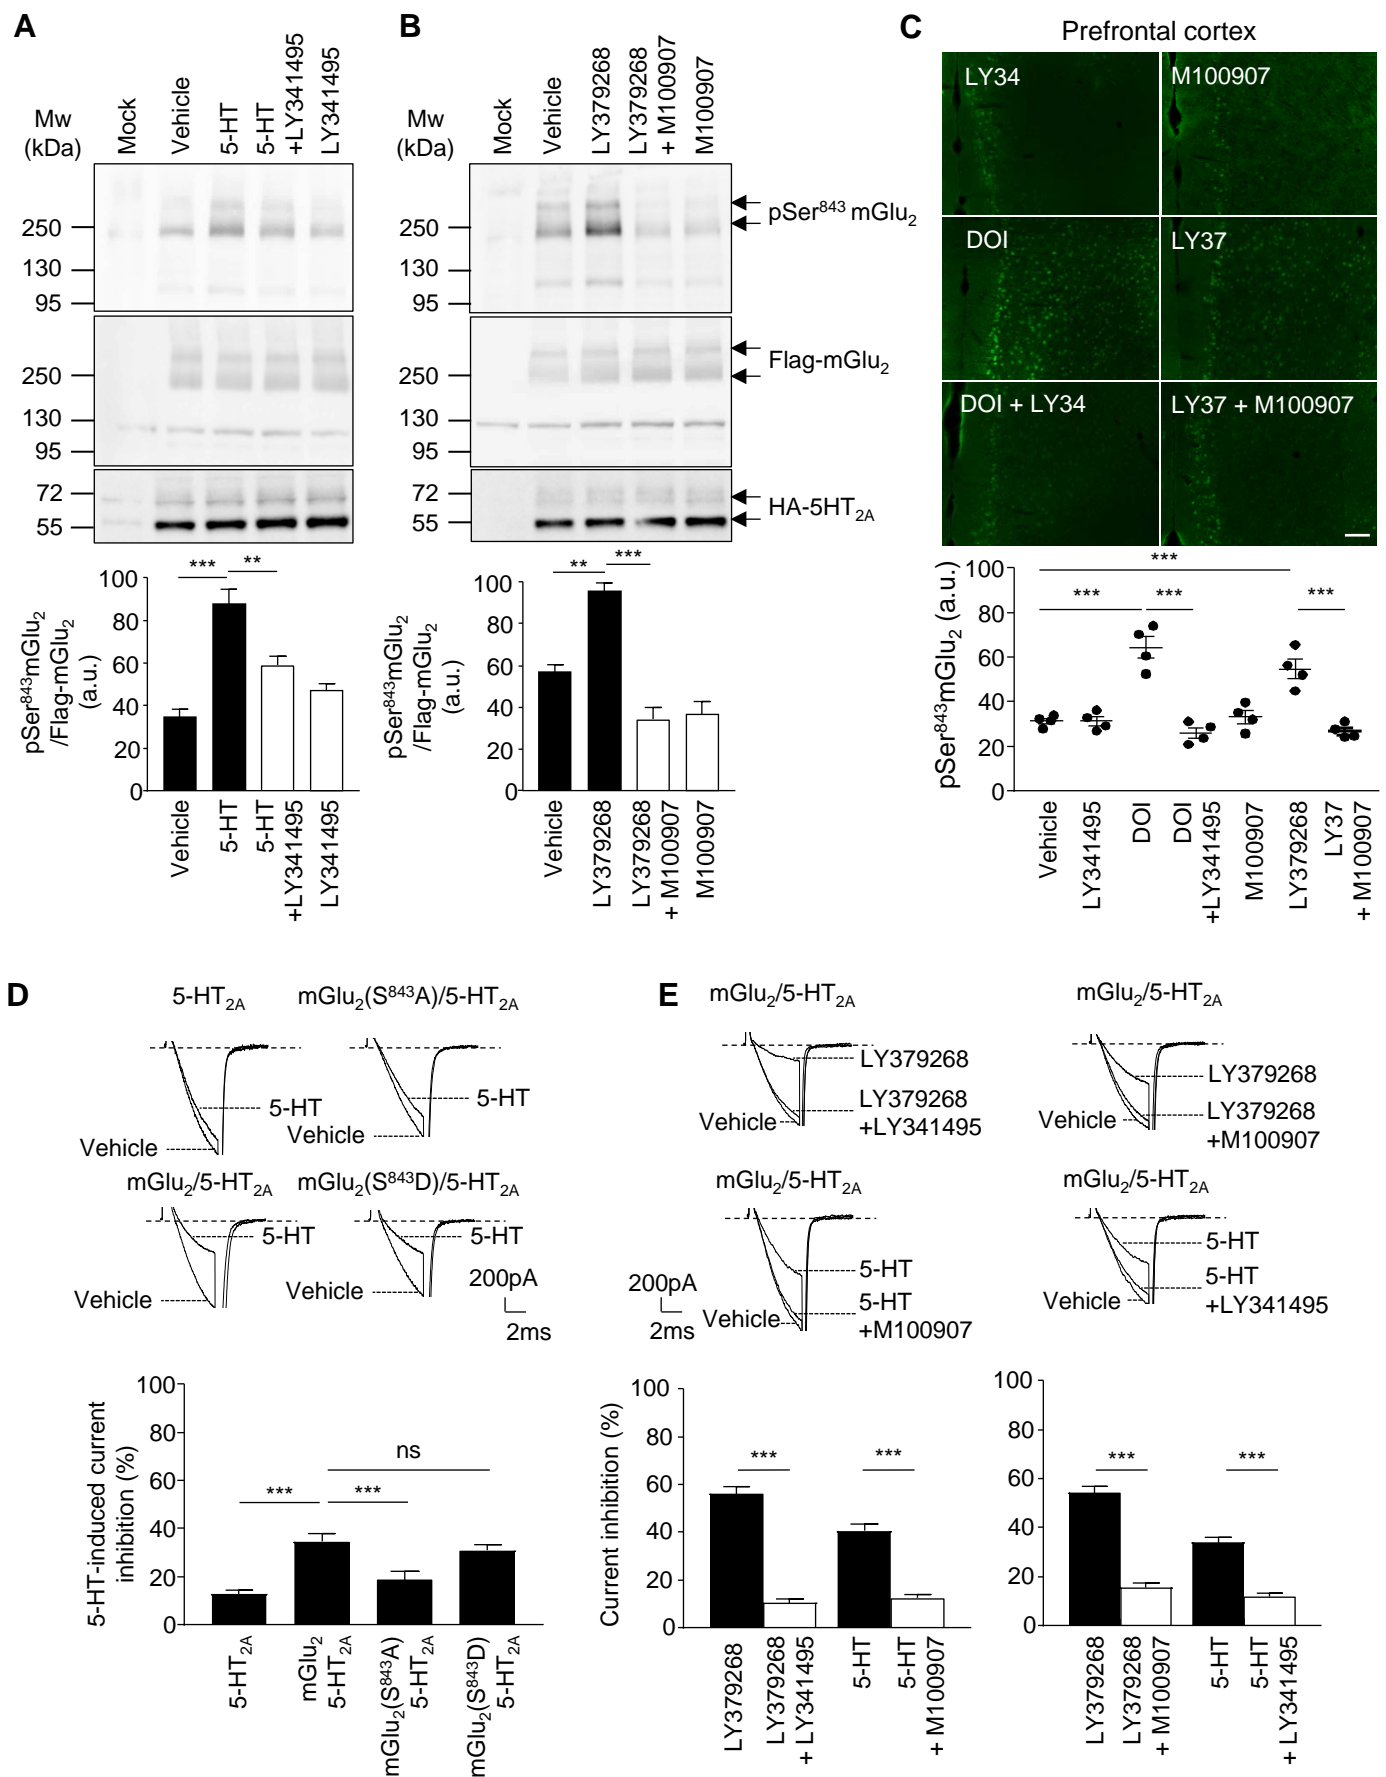 A
Mw
(kDa)
Mock
Vehicle
5-HT
5-HT
+LY341495
LY341495
250
130
95
250
130
95
72
55
B
Mw
(kDa)
Mock
Vehicle
LY379268
LY379268
+ M100907
M100907
250
130
95
250
130
95
72
55
pSer843 mGlu2
Flag-mGlu2
HA-5HT2A
***
**
100
80
60
40
20
0
pSer843mGlu2
/Flag-mGlu2
(a.u.)
Vehicle
5-HT
5-HT
+LY341495
LY341495
**
***
100
80
60
40
20
0
pSer843mGlu2
/Flag-mGlu2
(a.u.)
Vehicle
LY379268
LY379268
+ M100907
M100907
C
Prefrontal cortex
LY34
M100907
DOI
LY37
DOI + LY34
LY37 + M100907
***
***
***
***
100
80
60
40
20
0
pSer843mGlu2 (a.u.)
Vehicle
LY341495
DOI
DOI
+LY341495
M100907
LY379268
LY37
+ M100907
D
5-HT2A
5-HT
Vehicle
mGlu2(S843A)/5-HT2A
5-HT
Vehicle
mGlu2/5-HT2A
5-HT
Vehicle
mGlu2(S843D)/5-HT2A
5-HT
Vehicle
200pA
2ms
100
80
60
40
20
0
5-HT-induced current
inhibition (%)
***
***
ns
5-HT2A
mGlu2
5-HT2A
mGlu2(S843A)
5-HT2A
mGlu2(S843D)
5-HT2A
E
mGlu2/5-HT2A
LY379268
LY379268
+LY341495
Vehicle
mGlu2/5-HT2A
LY379268
LY379268
+M100907
Vehicle
mGlu2/5-HT2A
5-HT
5-HT
+M100907
Vehicle
mGlu2/5-HT2A
5-HT
5-HT
+LY341495
Vehicle
200pA
2ms
100
80
60
40
20
0
Current inhibition (%)
***
***
LY379268
LY379268
+ LY341495
5-HT
5-HT
+ M100907
100
80
60
40
20
0
***
***
LY379268
LY379268
+ M100907
5-HT
5-HT
+ LY341495